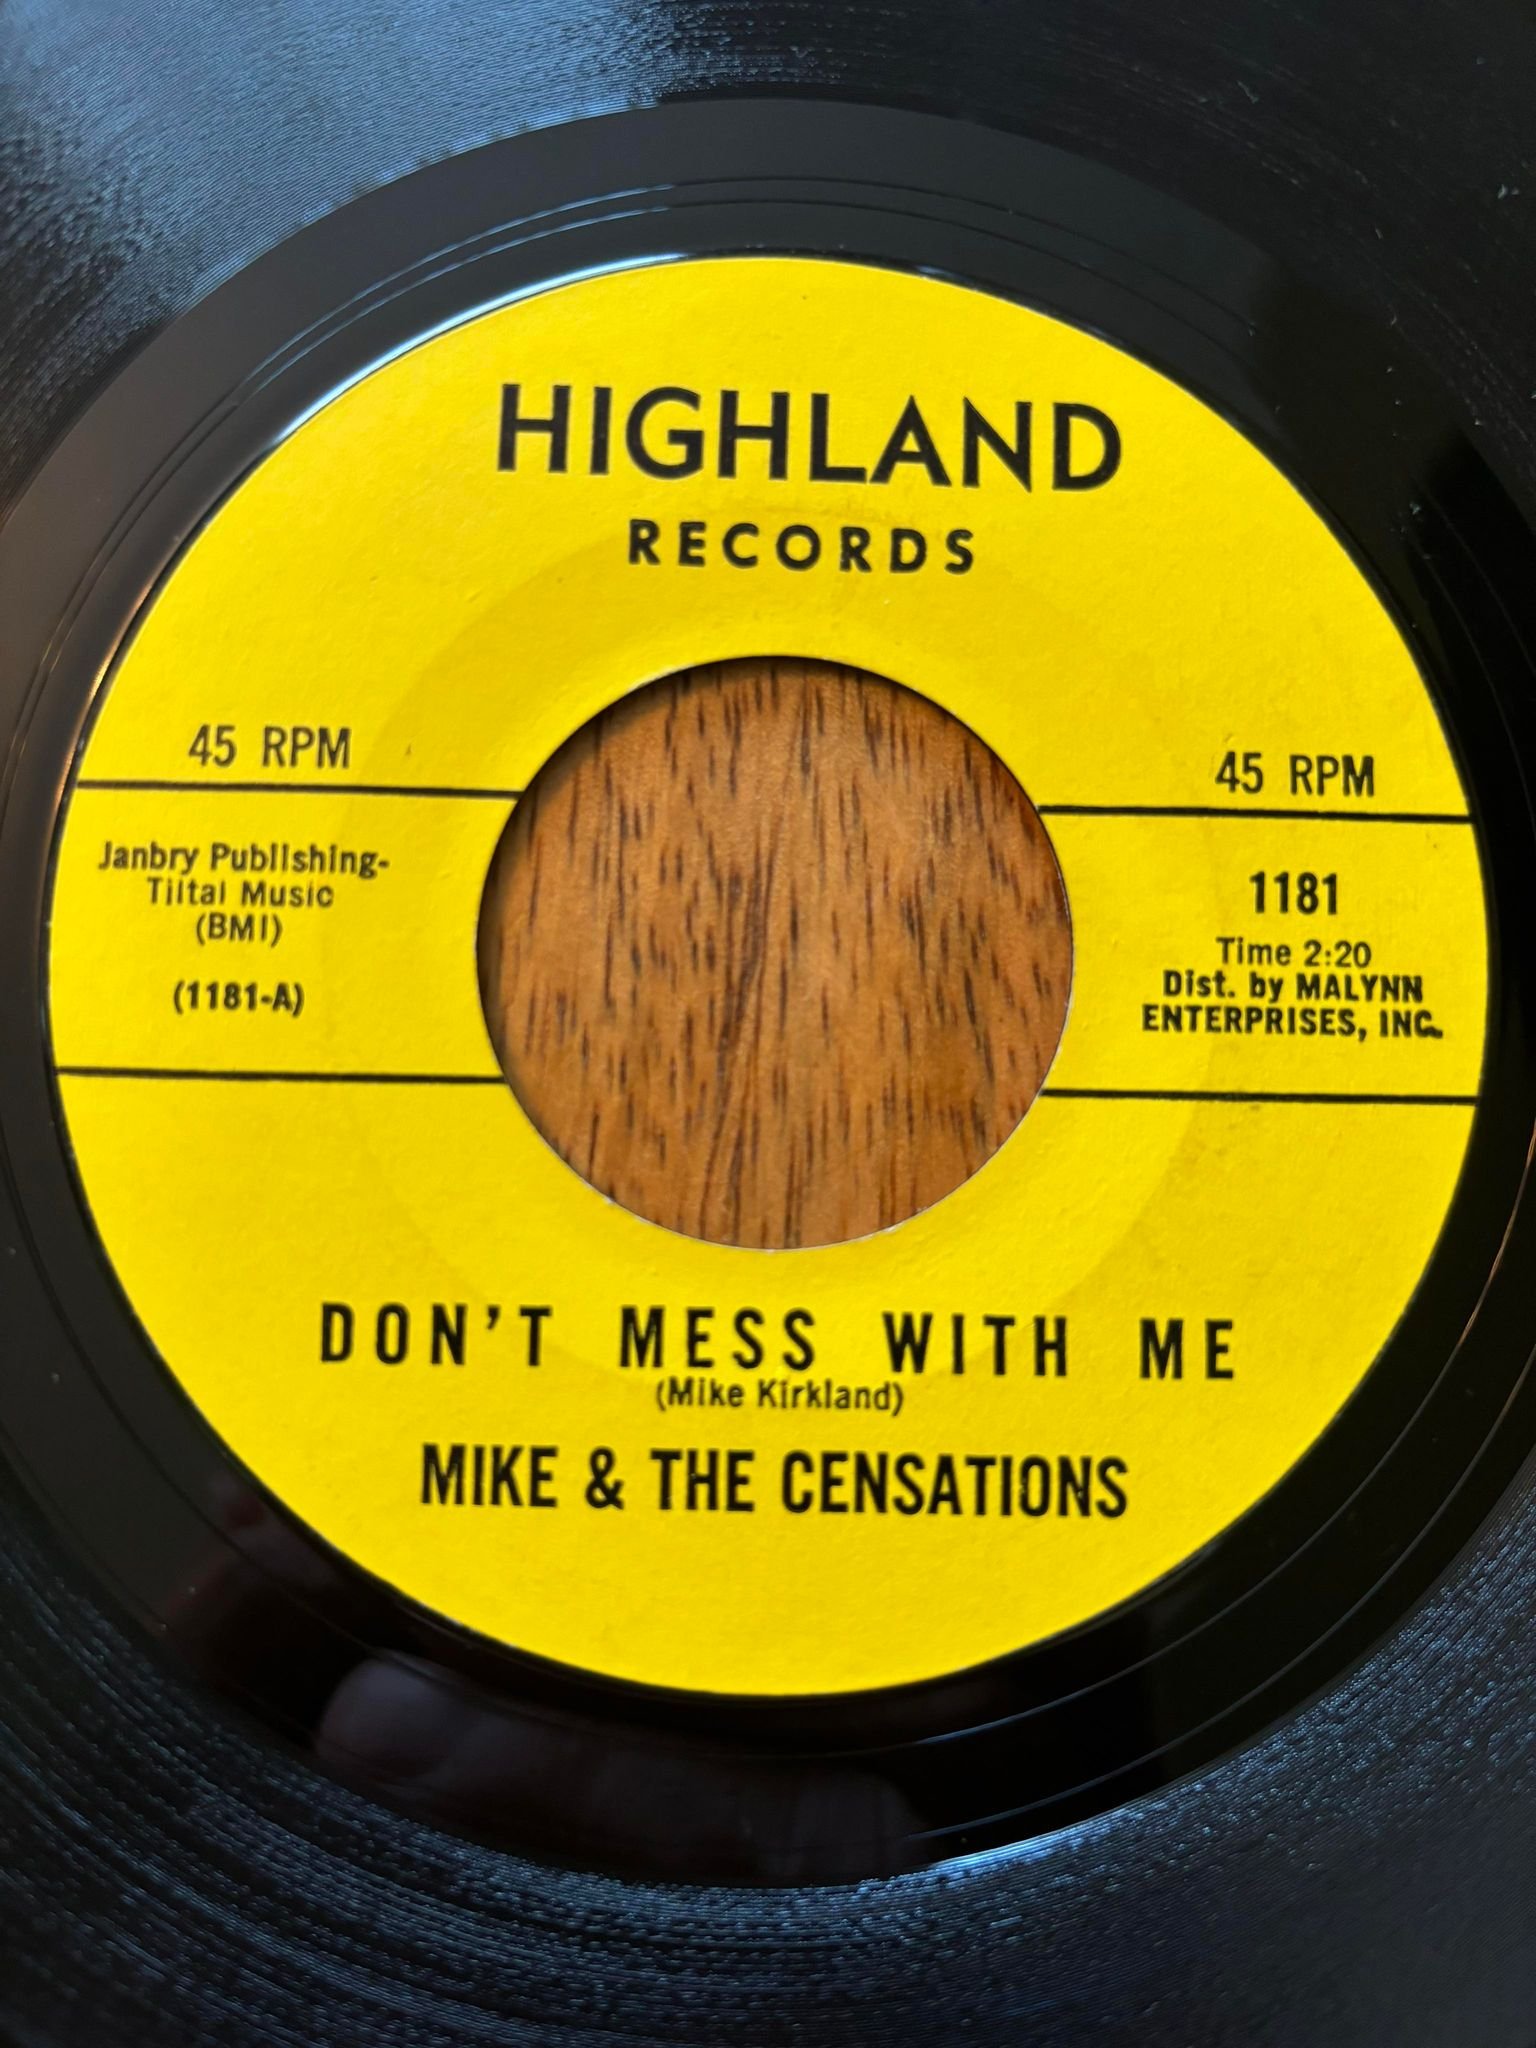 HIGHLAND
RECORDS
45 RPM
45 RPM
Janbry Publishing-
Tiltal Music
(BMI)
(1181-A)
1181
Time 2:20
Dist. by MALYNN
ENTERPRISES, INC.
DON'T MESS WITH ME
(Mike Kirkland)
MIKE & THE CENSATIONS